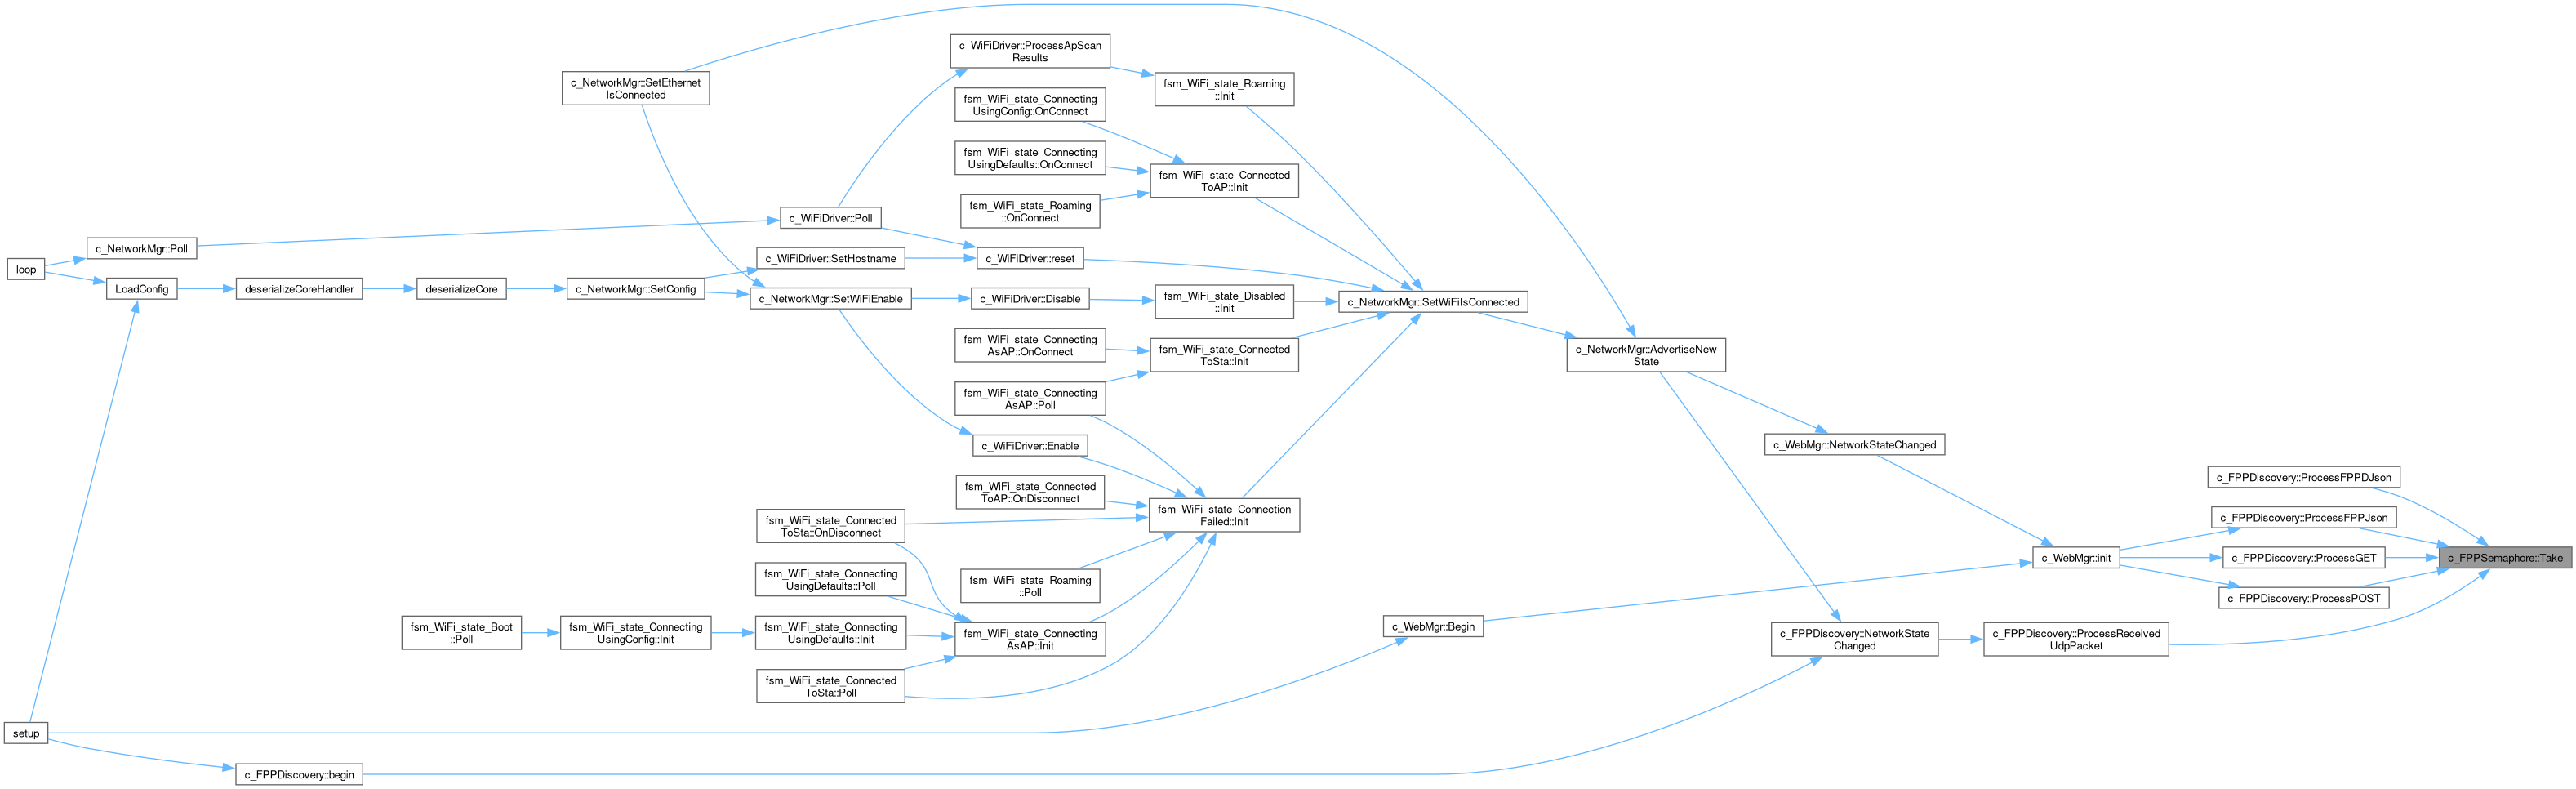 c_WiFiDriver::ProcessApScan
Results
c_NetworkMgr::SetEthernet
IsConnected
fsm_WiFi_state_Roaming
::Init
fsm_WiFi_state_Connecting
UsingConfig::OnConnect
fsm_WiFi_state_Connecting
UsingDefaults::OnConnect
fsm_WiFi_state_Connected
ToAP::Init
fsm_WiFi_state_Roaming
::OnConnect
c_WiFiDriver::Poll
c_NetworkMgr::Poll
loop
c_WiFiDriver::SetHostname
c_WiFiDriver::reset
LoadConfig
deserializeCoreHandler
deserializeCore
c_NetworkMgr::SetConfig
c_NetworkMgr::SetWiFiEnable
c_WiFiDriver::Disable
fsm_WiFi_state_Disabled
::Init
c_NetworkMgr::SetWiFiIsConnected
fsm_WiFi_state_Connecting
AsAP::OnConnect
fsm_WiFi_state_Connected
ToSta::Init
c_NetworkMgr::AdvertiseNew
State
fsm_WiFi_state_Connecting
AsAP::Poll
c_WiFiDriver::Enable
c_WebMgr::NetworkStateChanged
c_FPPDiscovery::ProcessFPPDJson
fsm_WiFi_state_Connected
ToAP::OnDisconnect
fsm_WiFi_state_Connection
Failed::Init
fsm_WiFi_state_Connected
ToSta::OnDisconnect
c_FPPDiscovery::ProcessFPPJson
c_WebMgr::init
c_FPPDiscovery::ProcessGET
c_FPPSemaphore::Take
fsm_WiFi_state_Connecting
UsingDefaults::Poll
fsm_WiFi_state_Roaming
::Poll
c_FPPDiscovery::ProcessPOST
fsm_WiFi_state_Boot
::Poll
fsm_WiFi_state_Connecting
UsingConfig::Init
fsm_WiFi_state_Connecting
UsingDefaults::Init
fsm_WiFi_state_Connecting
AsAP::Init
c_WebMgr::Begin
c_FPPDiscovery::NetworkState
Changed
c_FPPDiscovery::ProcessReceived
UdpPacket
fsm_WiFi_state_Connected
ToSta::Poll
setup
c_FPPDiscovery::begin